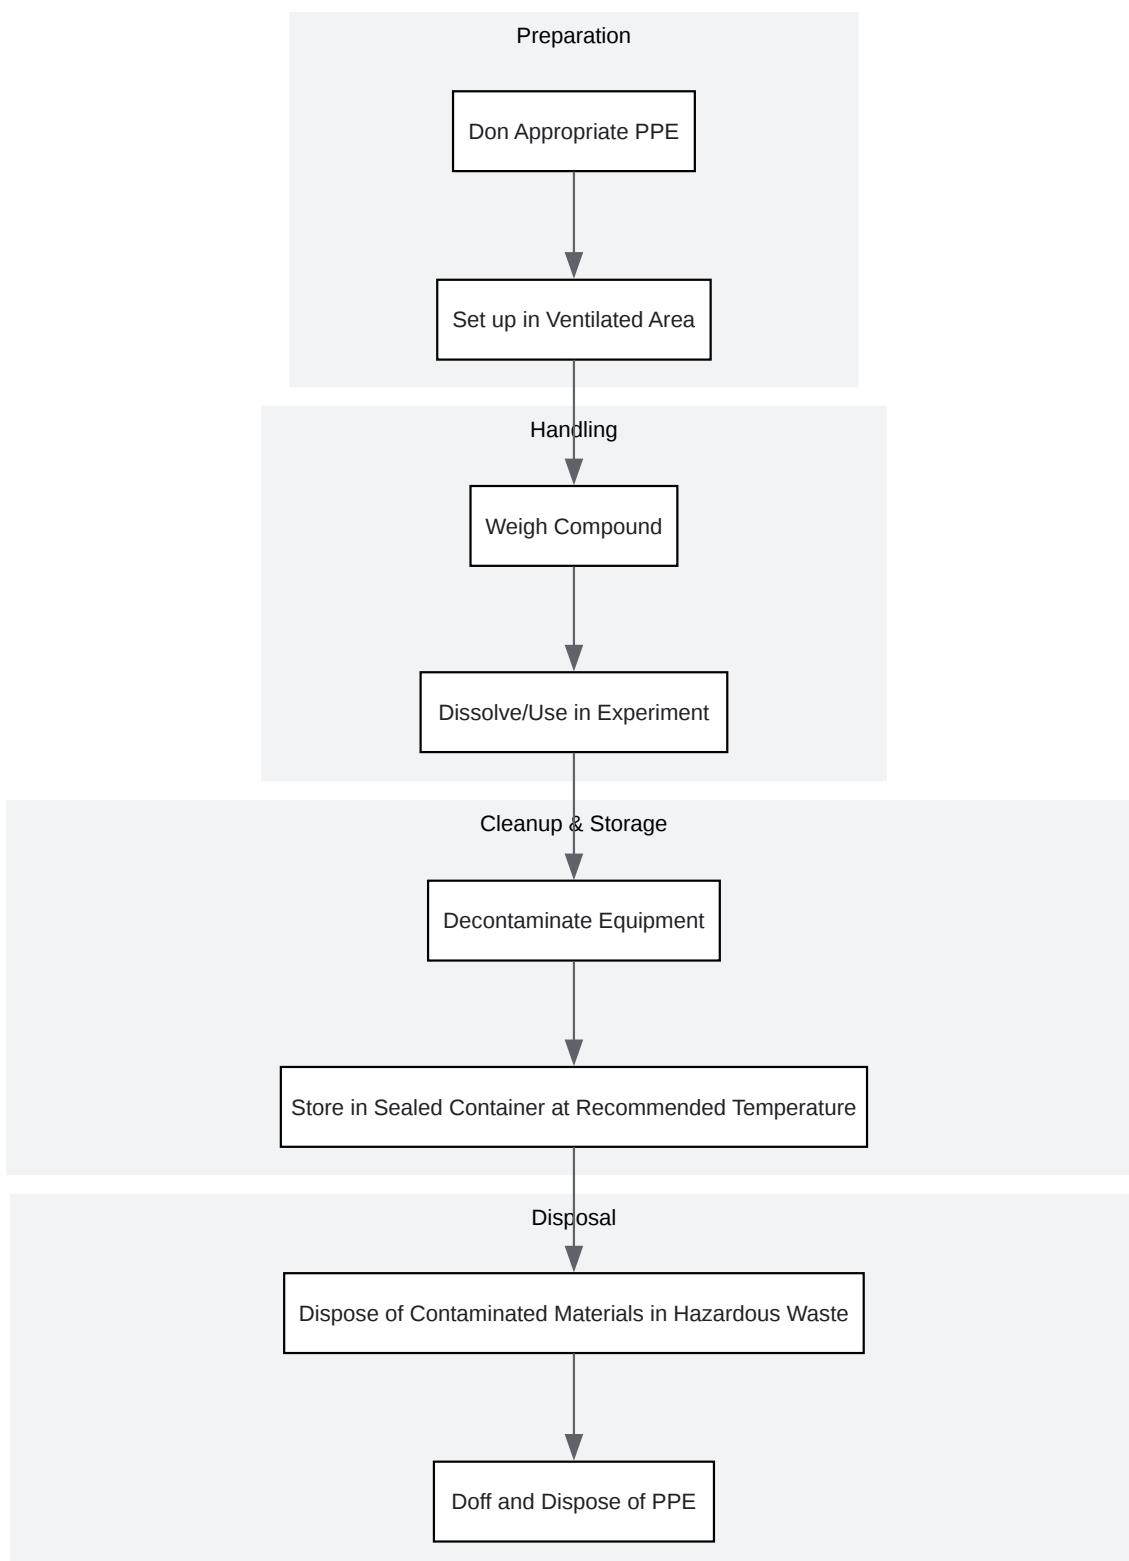 Preparation
Don Appropriate PPE
Set up in Ventilated Area
Handling
Weigh Compound
Dissolve/Use in Experiment
Cleanup & Storage
Decontaminate Equipment
Store in Sealed Container at Recommended Temperature
Disposal
Dispose of Contaminated Materials in Hazardous Waste
Doff and Dispose of PPE